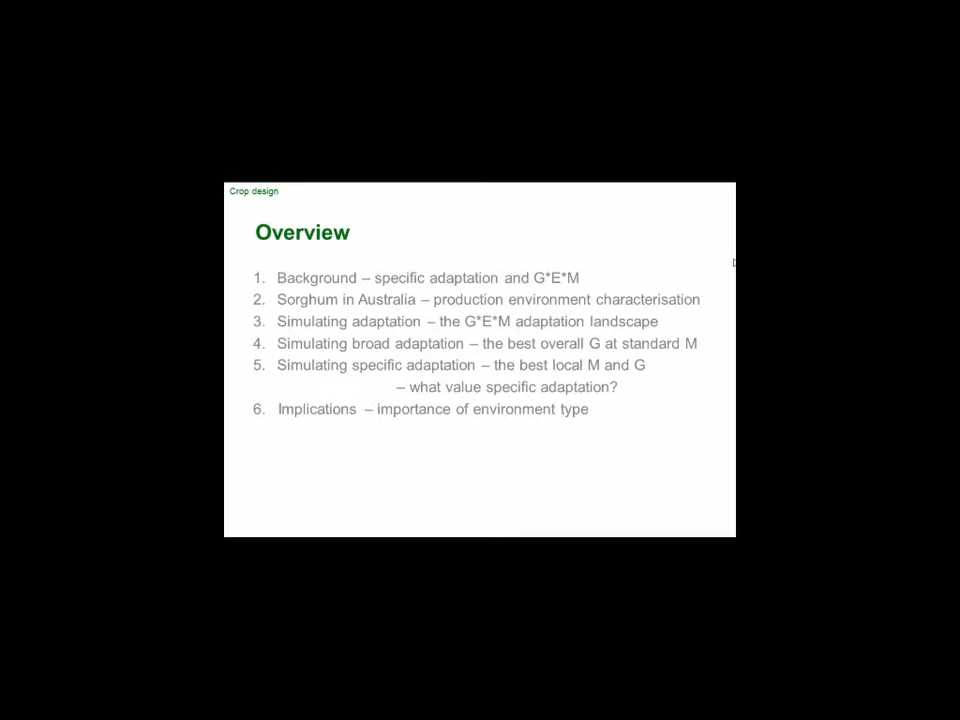 Crop design
Overview
1. Background – specific adaptation and G*E*M
2. Sorghum in Australia – production environment characterisation
3. Simulating adaptation – the G*E*M adaptation landscape
4. Simulating broad adaptation – the best overall G at standard M
5. Simulating specific adaptation – the best local M and G
– what value specific adaptation?
6. Implications – importance of environment type